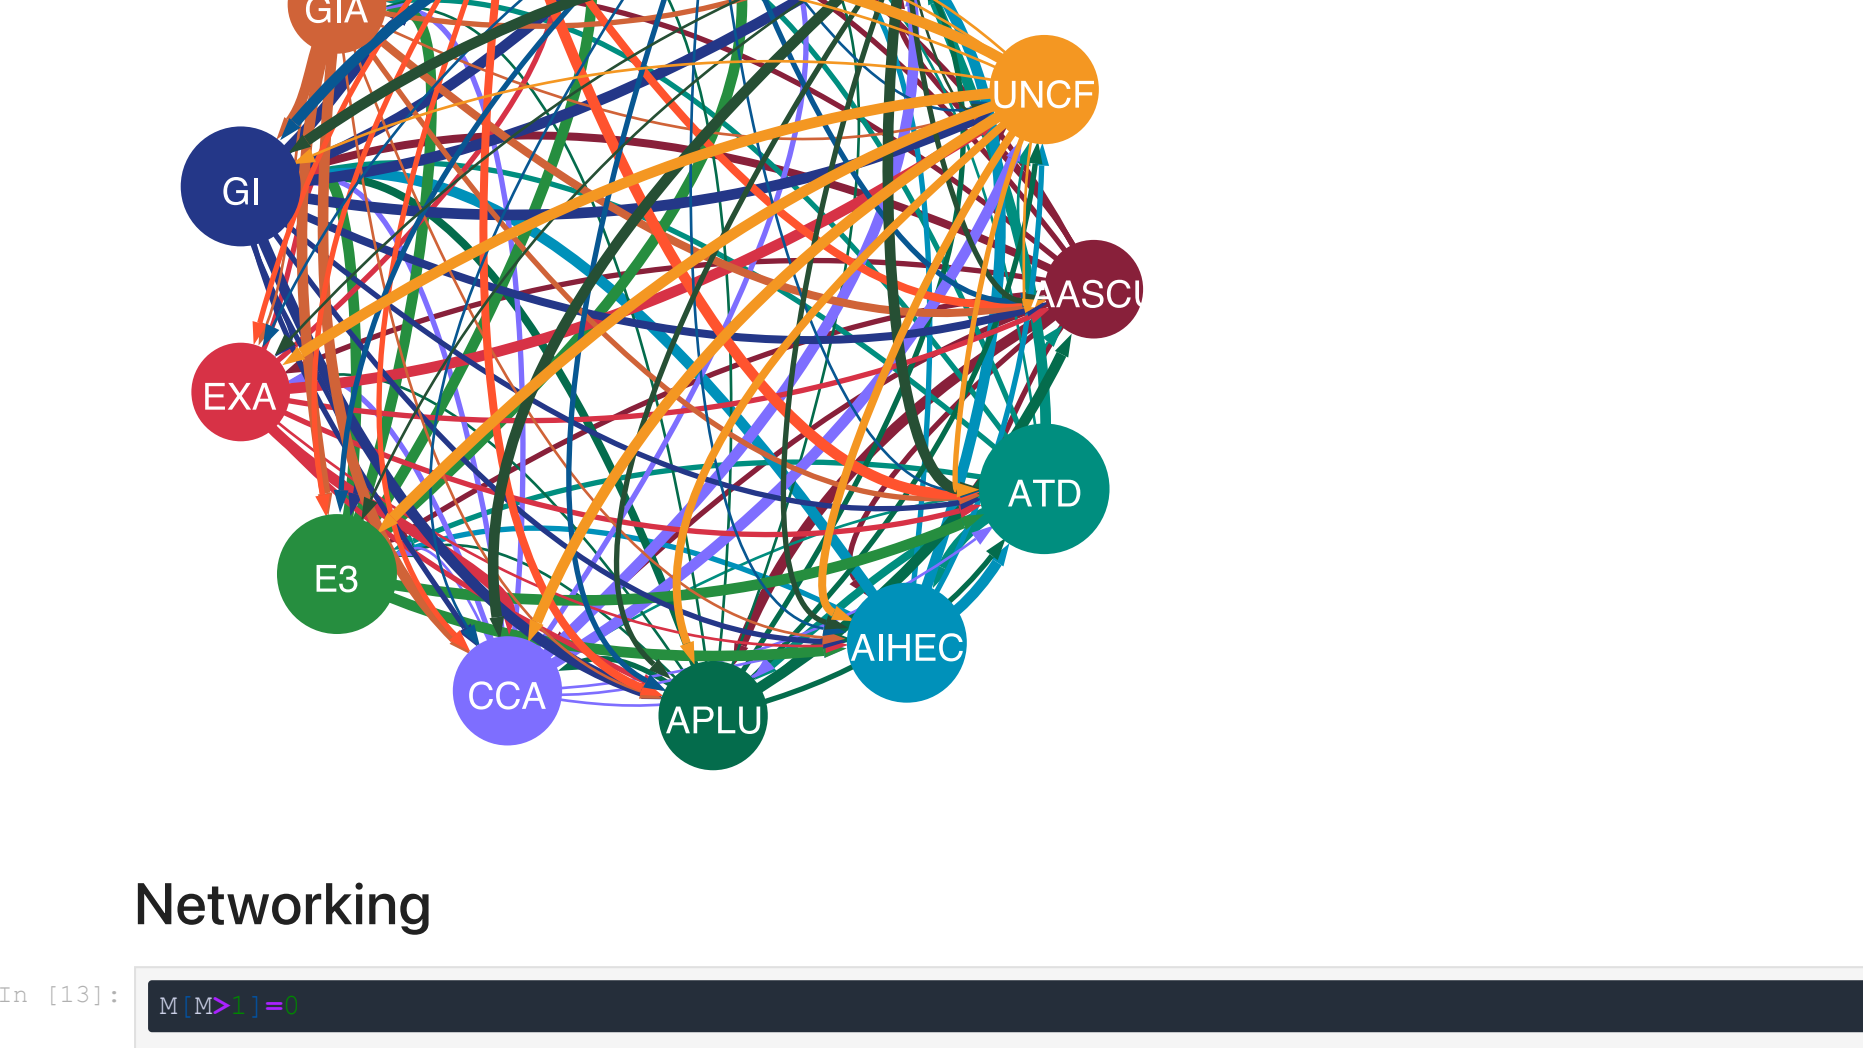 GIA
UNCF
GI
AASCU
EXA
ATD
E3
AIHEC
CCA
APLU
Networking
In [13]:
M[M>1]=0